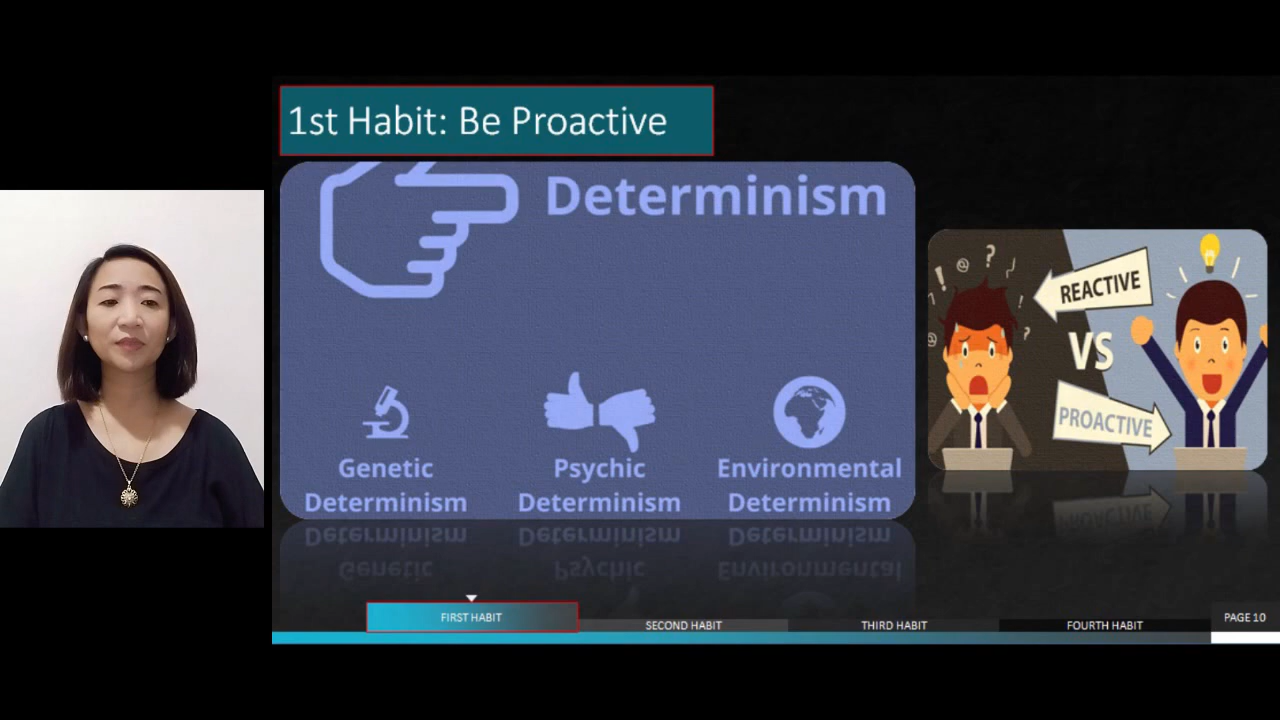 1st Habit: Be Proactive
Determinism
Genetic
Determinism
Psychic
Determinism
Environmental
Determinism
REACTIVE
VS
PROACTIVE
FIRST HABIT
SECOND HABIT
THIRD HABIT
FOURTH HABIT
PAGE 10